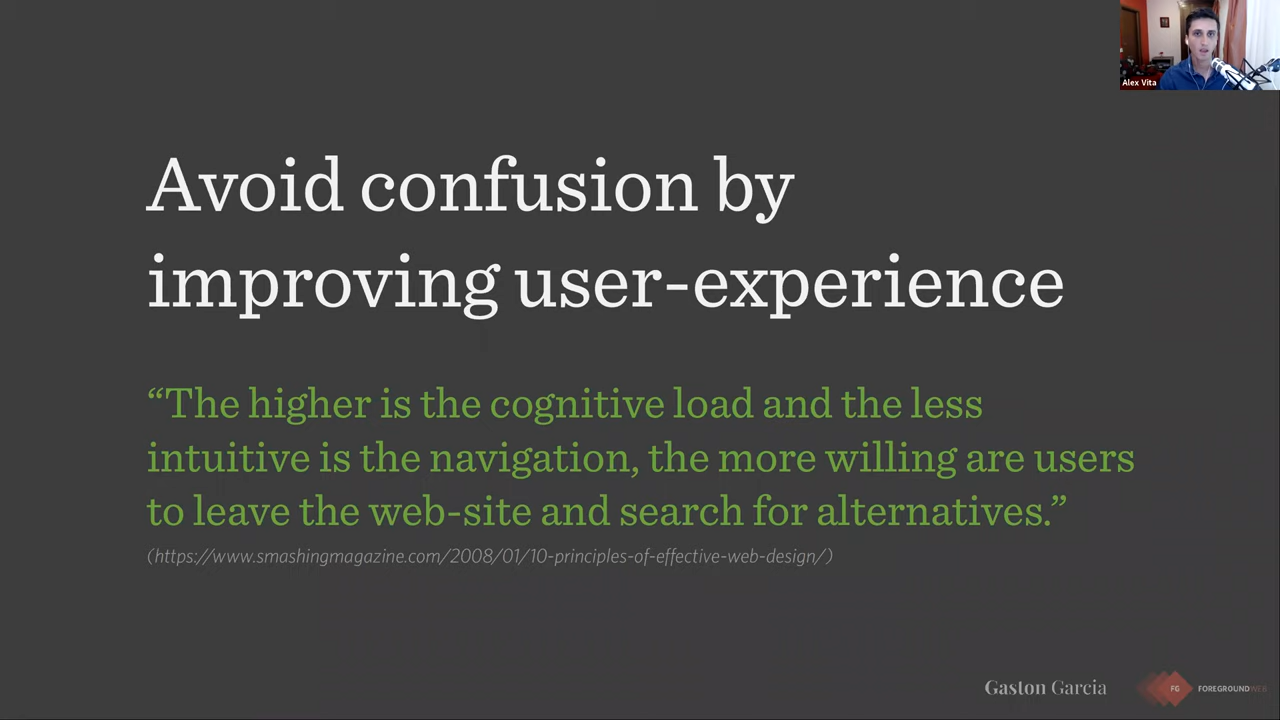 Alex Vita
Avoid confusion by
improving user-experience
“The higher is the cognitive load and the less
intuitive is the navigation, the more willing are users
to leave the web-site and search for alternatives.”
(https://www.smashingmagazine.com/2008/01/10-principles-of-effective-web-design/)
Gaston Garcia
FG FOREGROUNDWEB